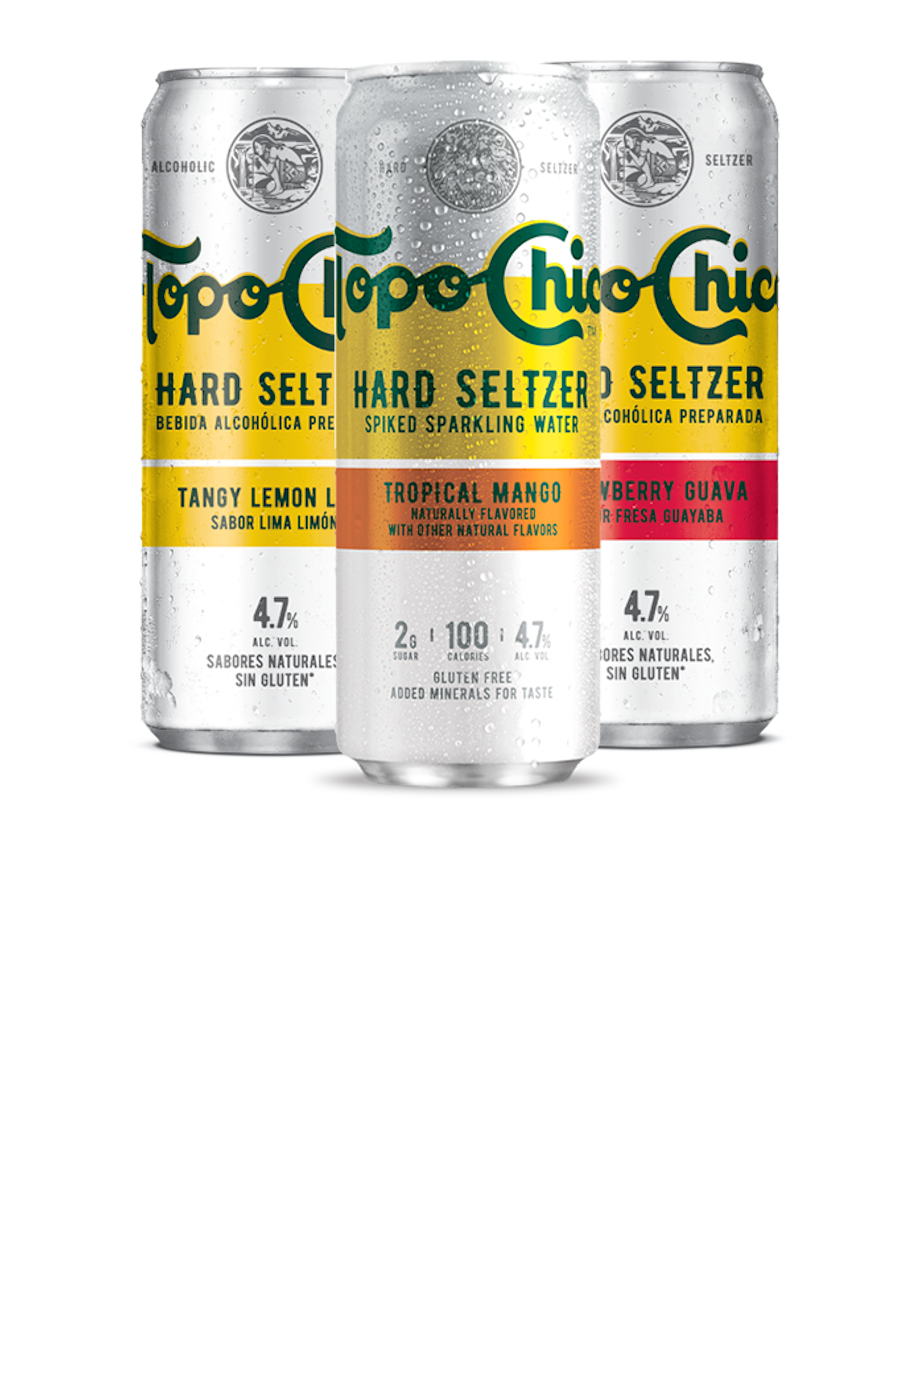 ALCOHOLIC
Topo C
HARD SELT
BEBIDA ALCOHÓLICA PRE
TANGY LEMON L
SABOR LIMA LIMÓN
4.7%
ALC. VOL.
SABORES NATURALES
SIN GLUTEN*
HARD SELTZER
Topo Chico
TM
HARD SELTZER
SPIKED SPARKLING WATER
TROPICAL MANGO
NATURALLY FLAVORED
WITH OTHER NATURAL FLAVORS
2G 100 4.7%
SUGAR CALORIES ALC. VOL.
GLUTEN FREE
ADDED MINERALS FOR TASTE
SELTZER
o Chico
D SELTZER
COHÓLICA PREPARADA
WBERRY GUAVA
R FRESA GUAYABA
4.7%
ALC. VOL.
BORES NATURALES,
SIN GLUTEN*